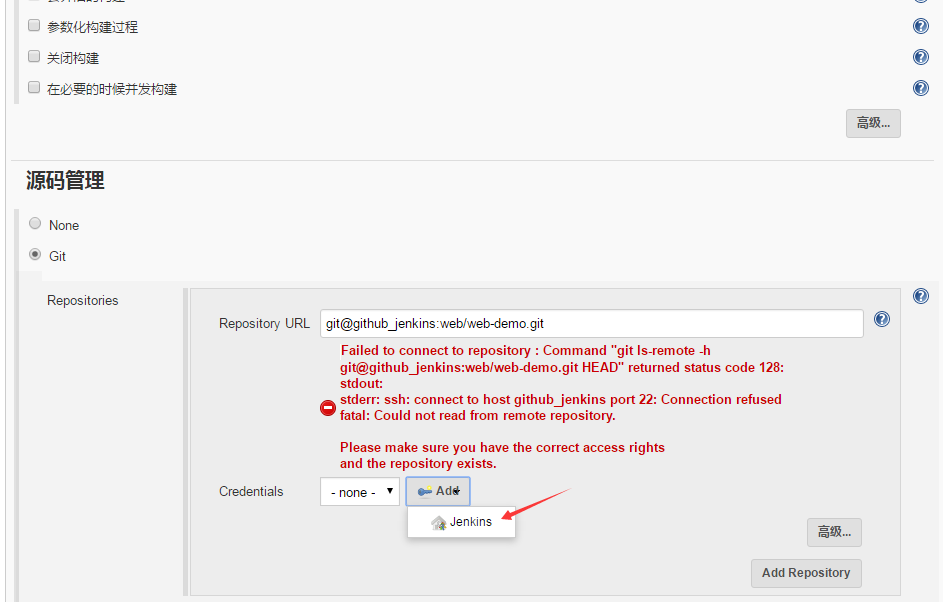 参数化构建过程
关闭构建
在必要的时候并发构建
高级...
源码管理
None
Git
Repositories
Repository URL git@github_jenkins:web/web-demo.git
Failed to connect to repository : Command "git ls-remote -h
git@github_jenkins:web/web-demo.git HEAD" returned status code 128:
stdout:
stderr: ssh: connect to host github_jenkins port 22: Connection refused
fatal: Could not read from remote repository.
Please make sure you have the correct access rights
and the repository exists.
Credentials - none - Add
Jenkins
高级...
Add Repository